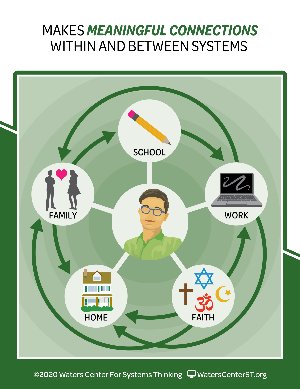 MAKES MEANINGFUL CONNECTIONS
WITHIN AND BETWEEN SYSTEMS
SCHOOL
FAMILY
WORK
HOME
FAITH
©2020 Waters Center For Systems Thinking WatersCenterST.org